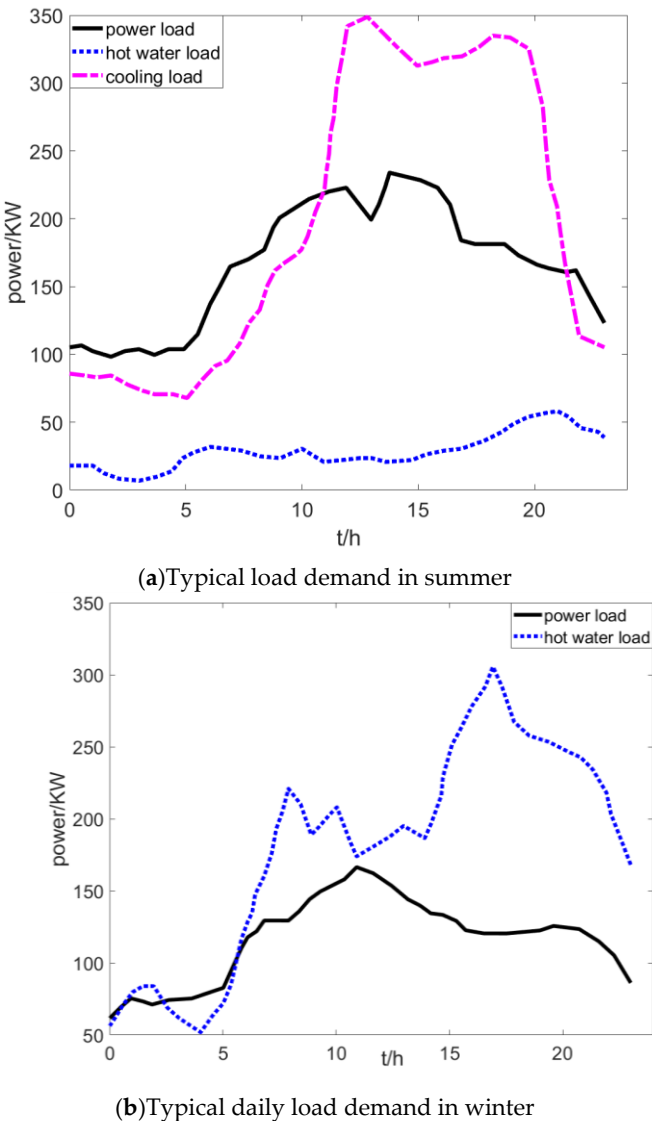 350
300
250
200
150
100
50
0
power/KW
power load
hot water load
cooling load
0 5 10 15 20
t/h
(a)Typical load demand in summer
350
300
250
200
150
100
50
power/KW
power load
hot water load
0 5 10 15 20
t/h
(b)Typical daily load demand in winter